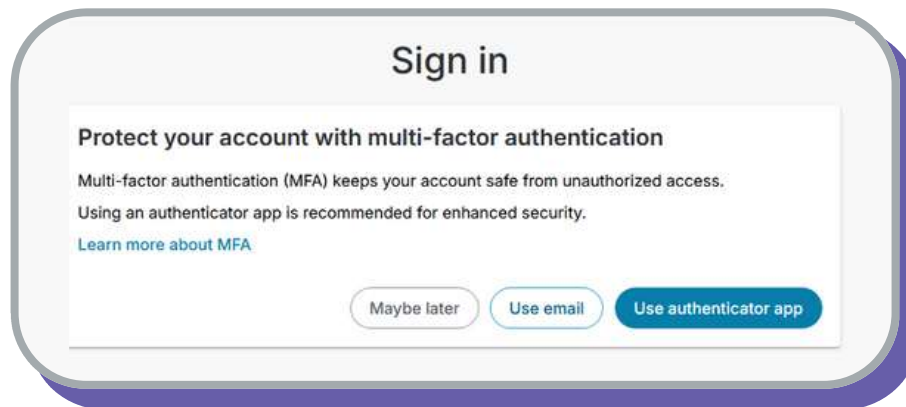 Sign in
Protect your account with multi-factor authentication
Multi-factor authentication (MFA) keeps your account safe from unauthorized access.
Using an authenticator app is recommended for enhanced security.
Learn more about MFA
Maybe later Use email Use authenticator app